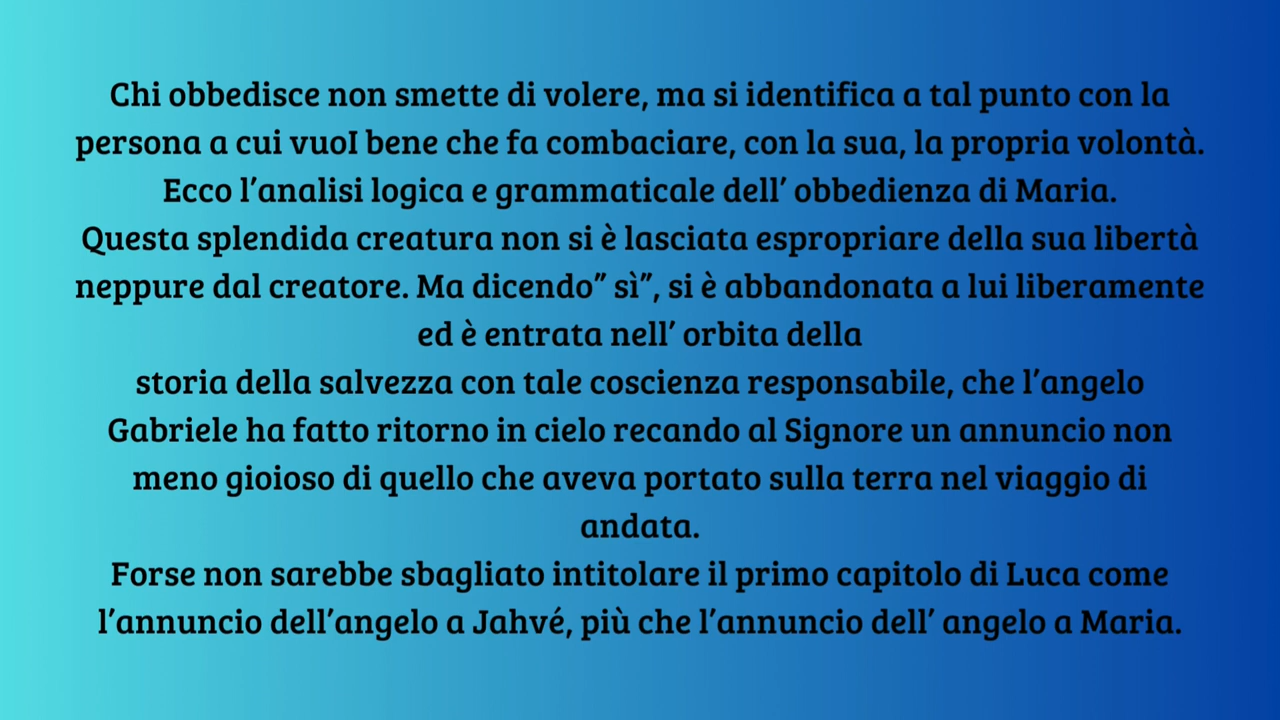 Chi obbedisce non smette di volere, ma si identifica a tal punto con la
persona a cui vuoI bene che fa combaciare, con la sua, la propria volontà.
Ecco l’analisi logica e grammaticale dell’ obbedienza di Maria.
Questa splendida creatura non si è lasciata espropriare della sua libertà
neppure dal creatore. Ma dicendo” sì”, si è abbandonata a lui liberamente
ed è entrata nell’ orbita della
storia della salvezza con tale coscienza responsabile, che l’angelo
Gabriele ha fatto ritorno in cielo recando al Signore un annuncio non
meno gioioso di quello che aveva portato sulla terra nel viaggio di
andata.
Forse non sarebbe sbagliato intitolare il primo capitolo di Luca come
l’annuncio dell’angelo a Jahvé, più che l’annuncio dell’ angelo a Maria.